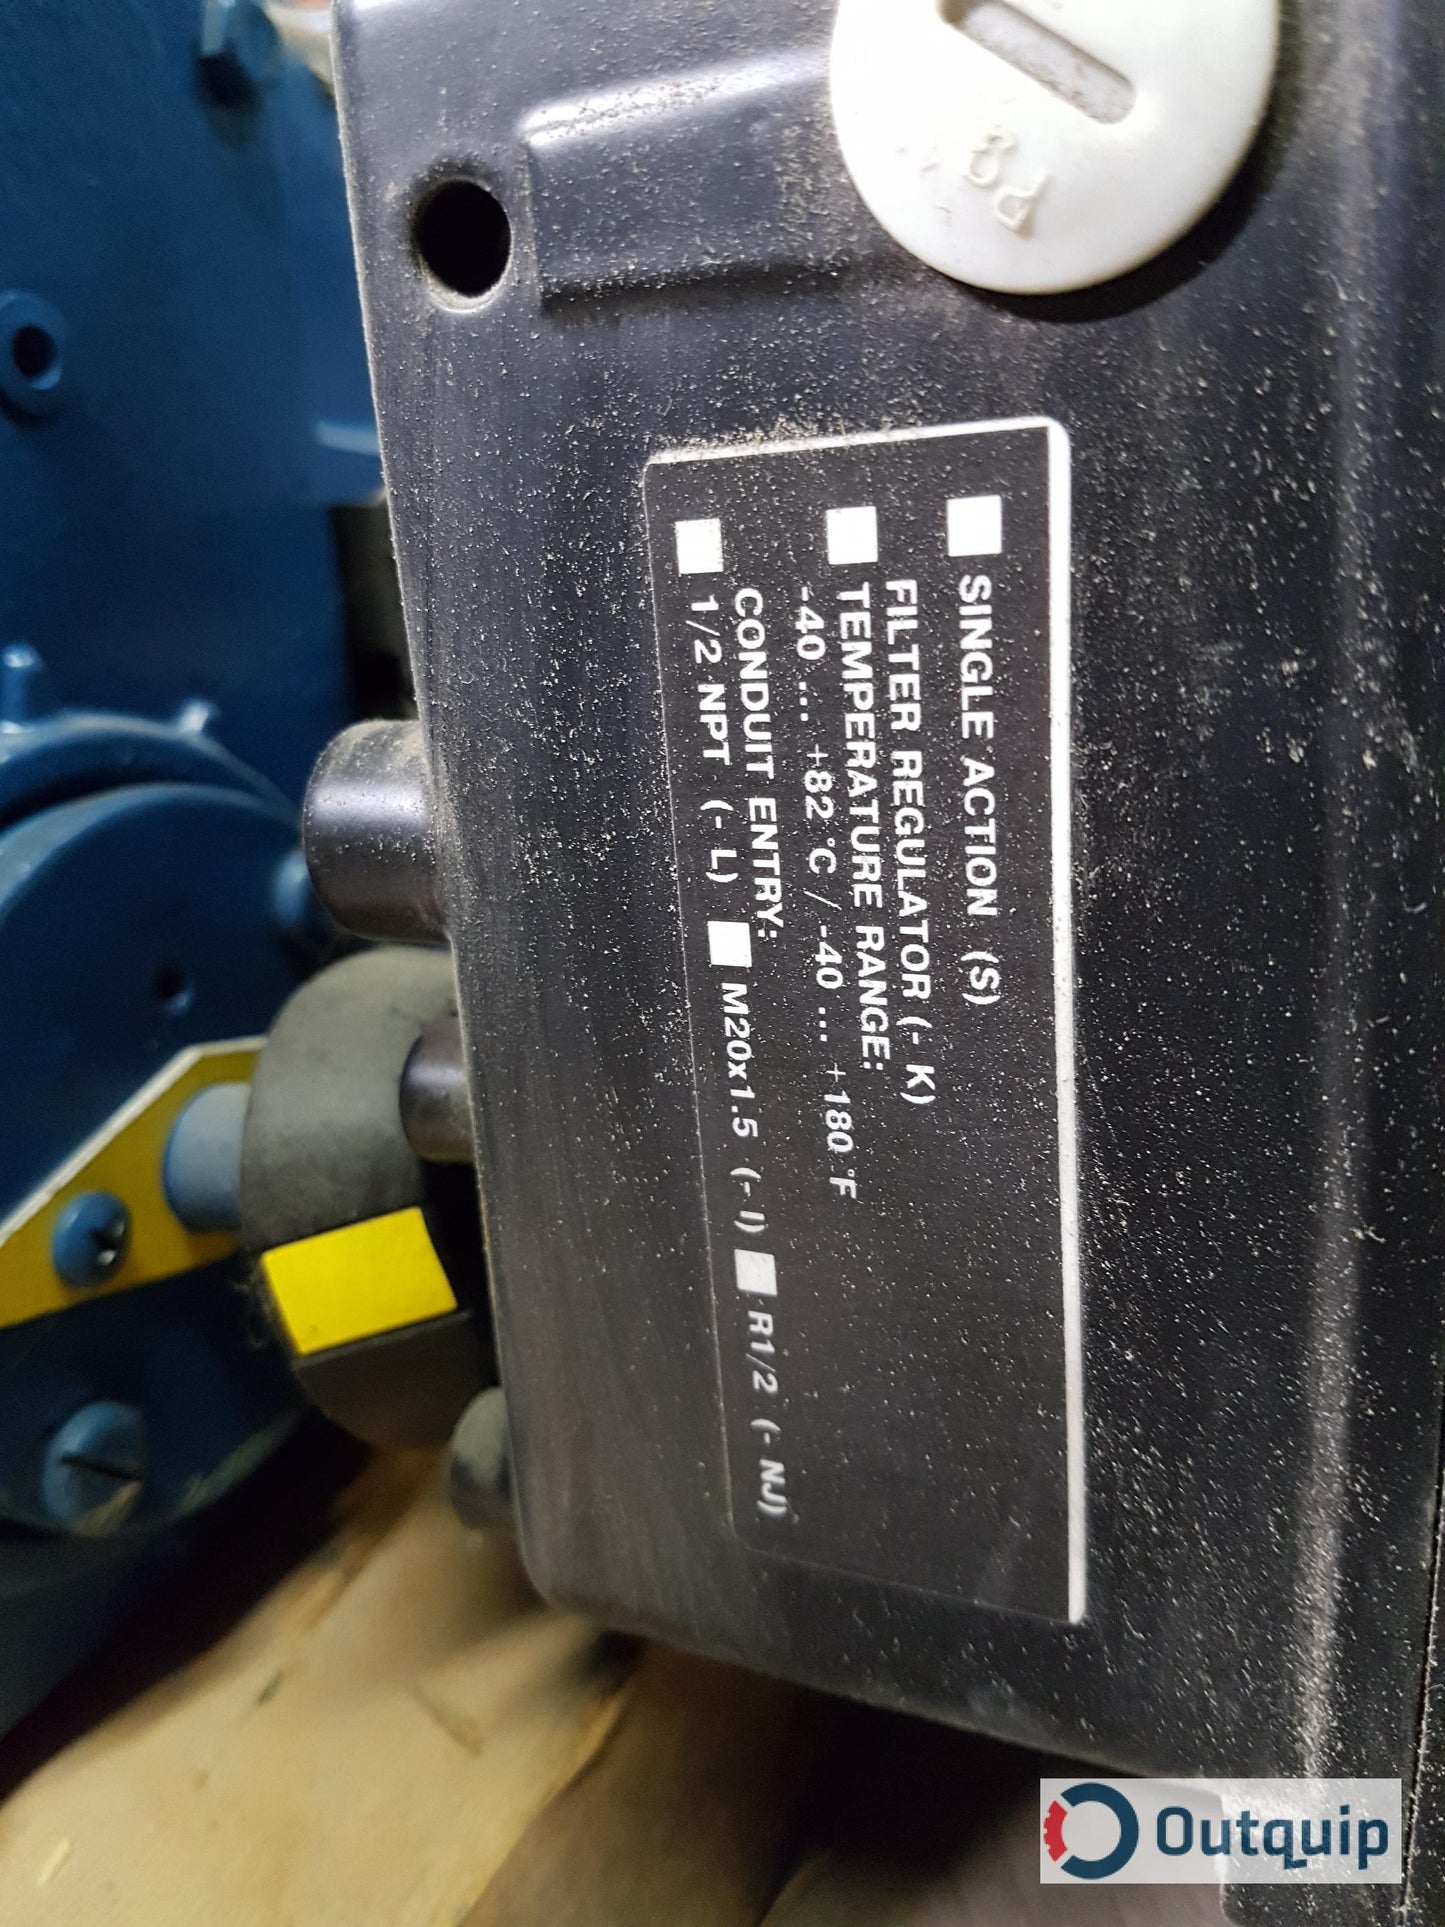 SINGLE ACTION (S)
FILTER REGULATOR (- K)
TEMPERATURE RANGE:
-40 ... +82 °C / -40 ... +180 °F
CONDUIT ENTRY:
1/2 NPT (- L) M20x1.5 (- I) R1/2 (- NJ)
Outquip